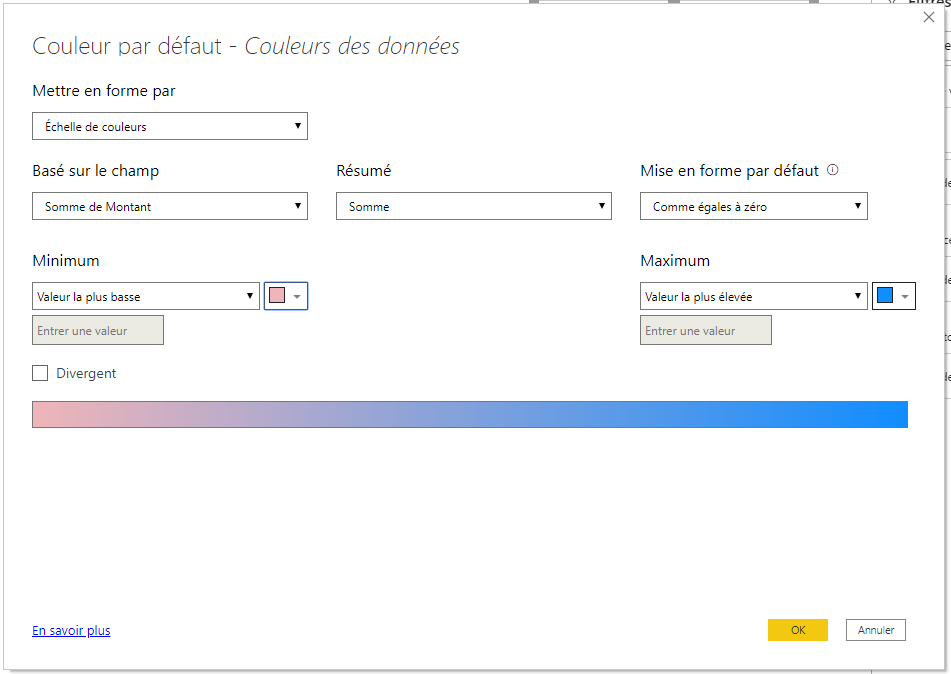 Couleur par défaut - Couleurs des données
Mettre en forme par
Échelle de couleurs
Basé sur le champ
Résumé
Mise en forme par défaut
Somme de Montant
Somme
Comme égales à zéro
Minimum
Maximum
Valeur la plus basse
Valeur la plus élevée
Entrer une valeur
Entrer une valeur
Divergent
En savoir plus
OK
Annuler